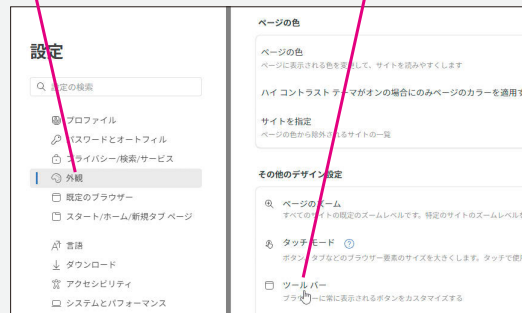 設定
設定の検索
プロファイル
パスワードとオートフィル
プライバシー/検索/サービス
外観
既定のブラウザー
スタート/ホーム/新規タブ ページ
言語
ダウンロード
アクセシビリティ
システムとパフォーマンス
ページの色
ページの色
ページに表示される色を変更して、サイトを読みやすくします
ハイ コントラスト テーマがオンの場合にのみページのカラーを適用す
サイトを指定
ページの色から除外されるサイトの一覧
その他のデザイン設定
ページのズーム
すべてのサイトの既定のズームレベルです。特定のサイトのズームレベルを
タッチ モード
ボタンやタブなどのブラウザー要素のサイズを大きくします。タッチで使用
ツール バー
ブラウザーに常に表示されるボタンをカスタマイズする